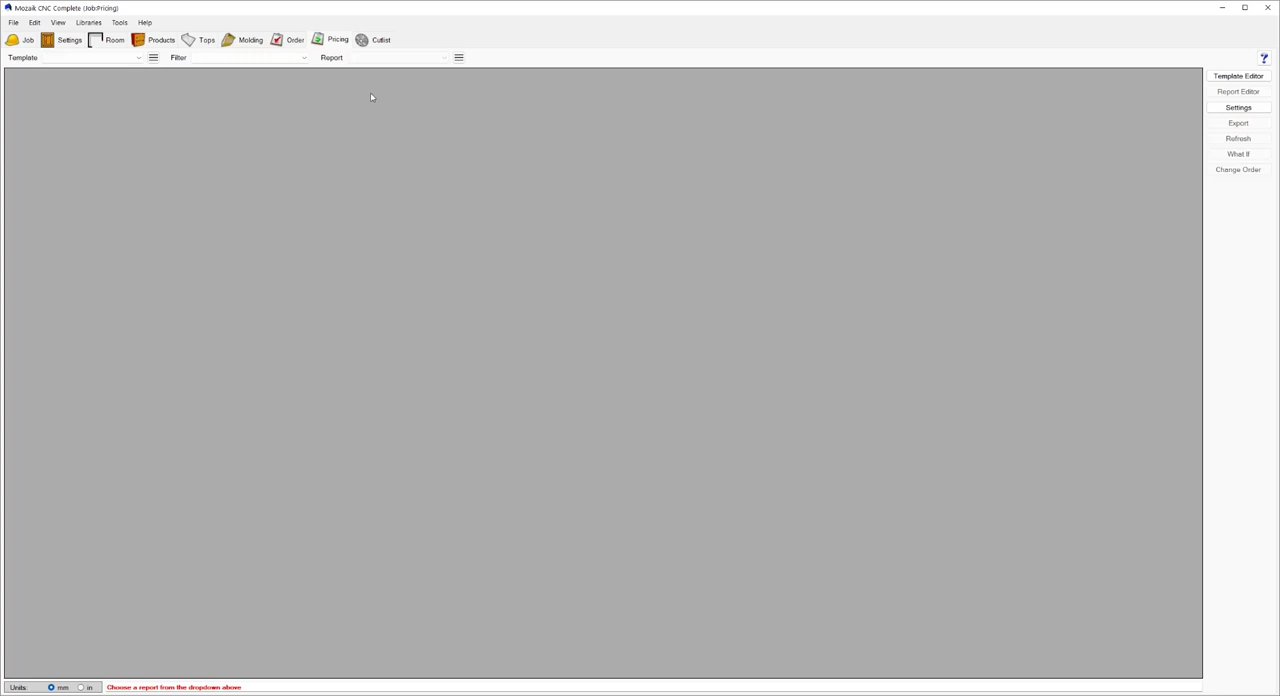 Mozaik CNC Complete (Job:Pricing)
File Edit View Libraries Tools Help
Job Settings Room Products Tops Molding Order Pricing Cutlist
Template Filter Report ?
Template Editor
Report Editor
Settings
Export
Refresh
What If
Change Order
Units: mm in Choose a report from the dropdown above